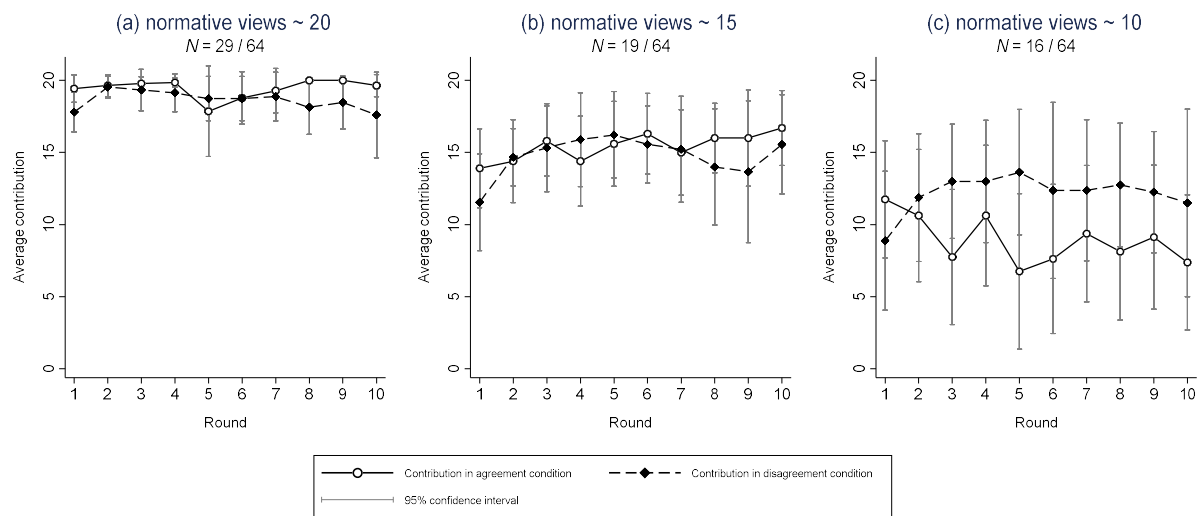 (a) normative views ~ 20
N = 29 / 64
Average contribution
20
15
10
5
0
1 2 3 4 5 6 7 8 9 10
Round
(b) normative views ~ 15
N = 19 / 64
Average contribution
20
15
10
5
0
1 2 3 4 5 6 7 8 9 10
Round
(c) normative views ~ 10
N = 16 / 64
Average contribution
20
15
10
5
0
1 2 3 4 5 6 7 8 9 10
Round
Contribution in agreement condition
Contribution in disagreement condition
95% confidence interval